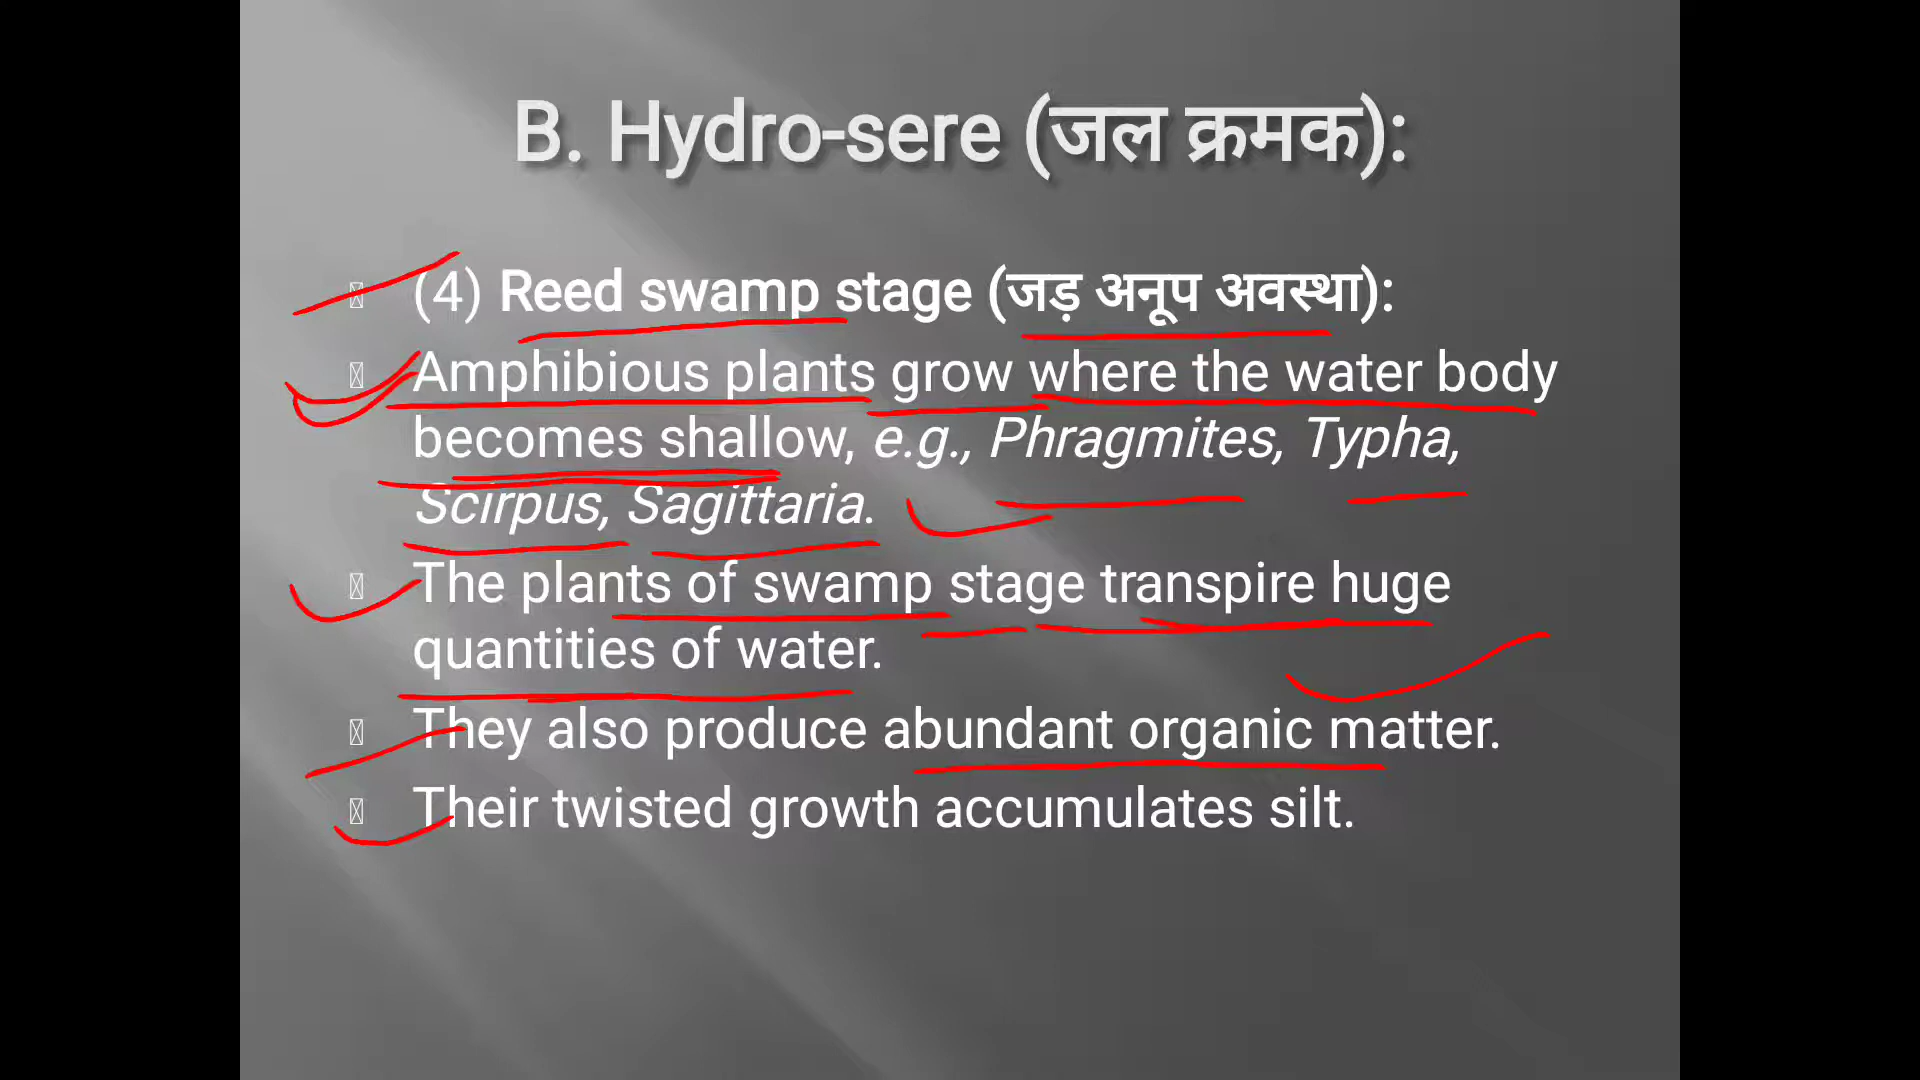 B. Hydro-sere (जल क्रमक):
(4) Reed swamp stage (जड़ अनूप अवस्था):
Amphibious plants grow where the water body
becomes shallow, e.g., Phragmites, Typha,
Scirpus, Sagittaria.
The plants of swamp stage transpire huge
quantities of water.
They also produce abundant organic matter.
Their twisted growth accumulates silt.